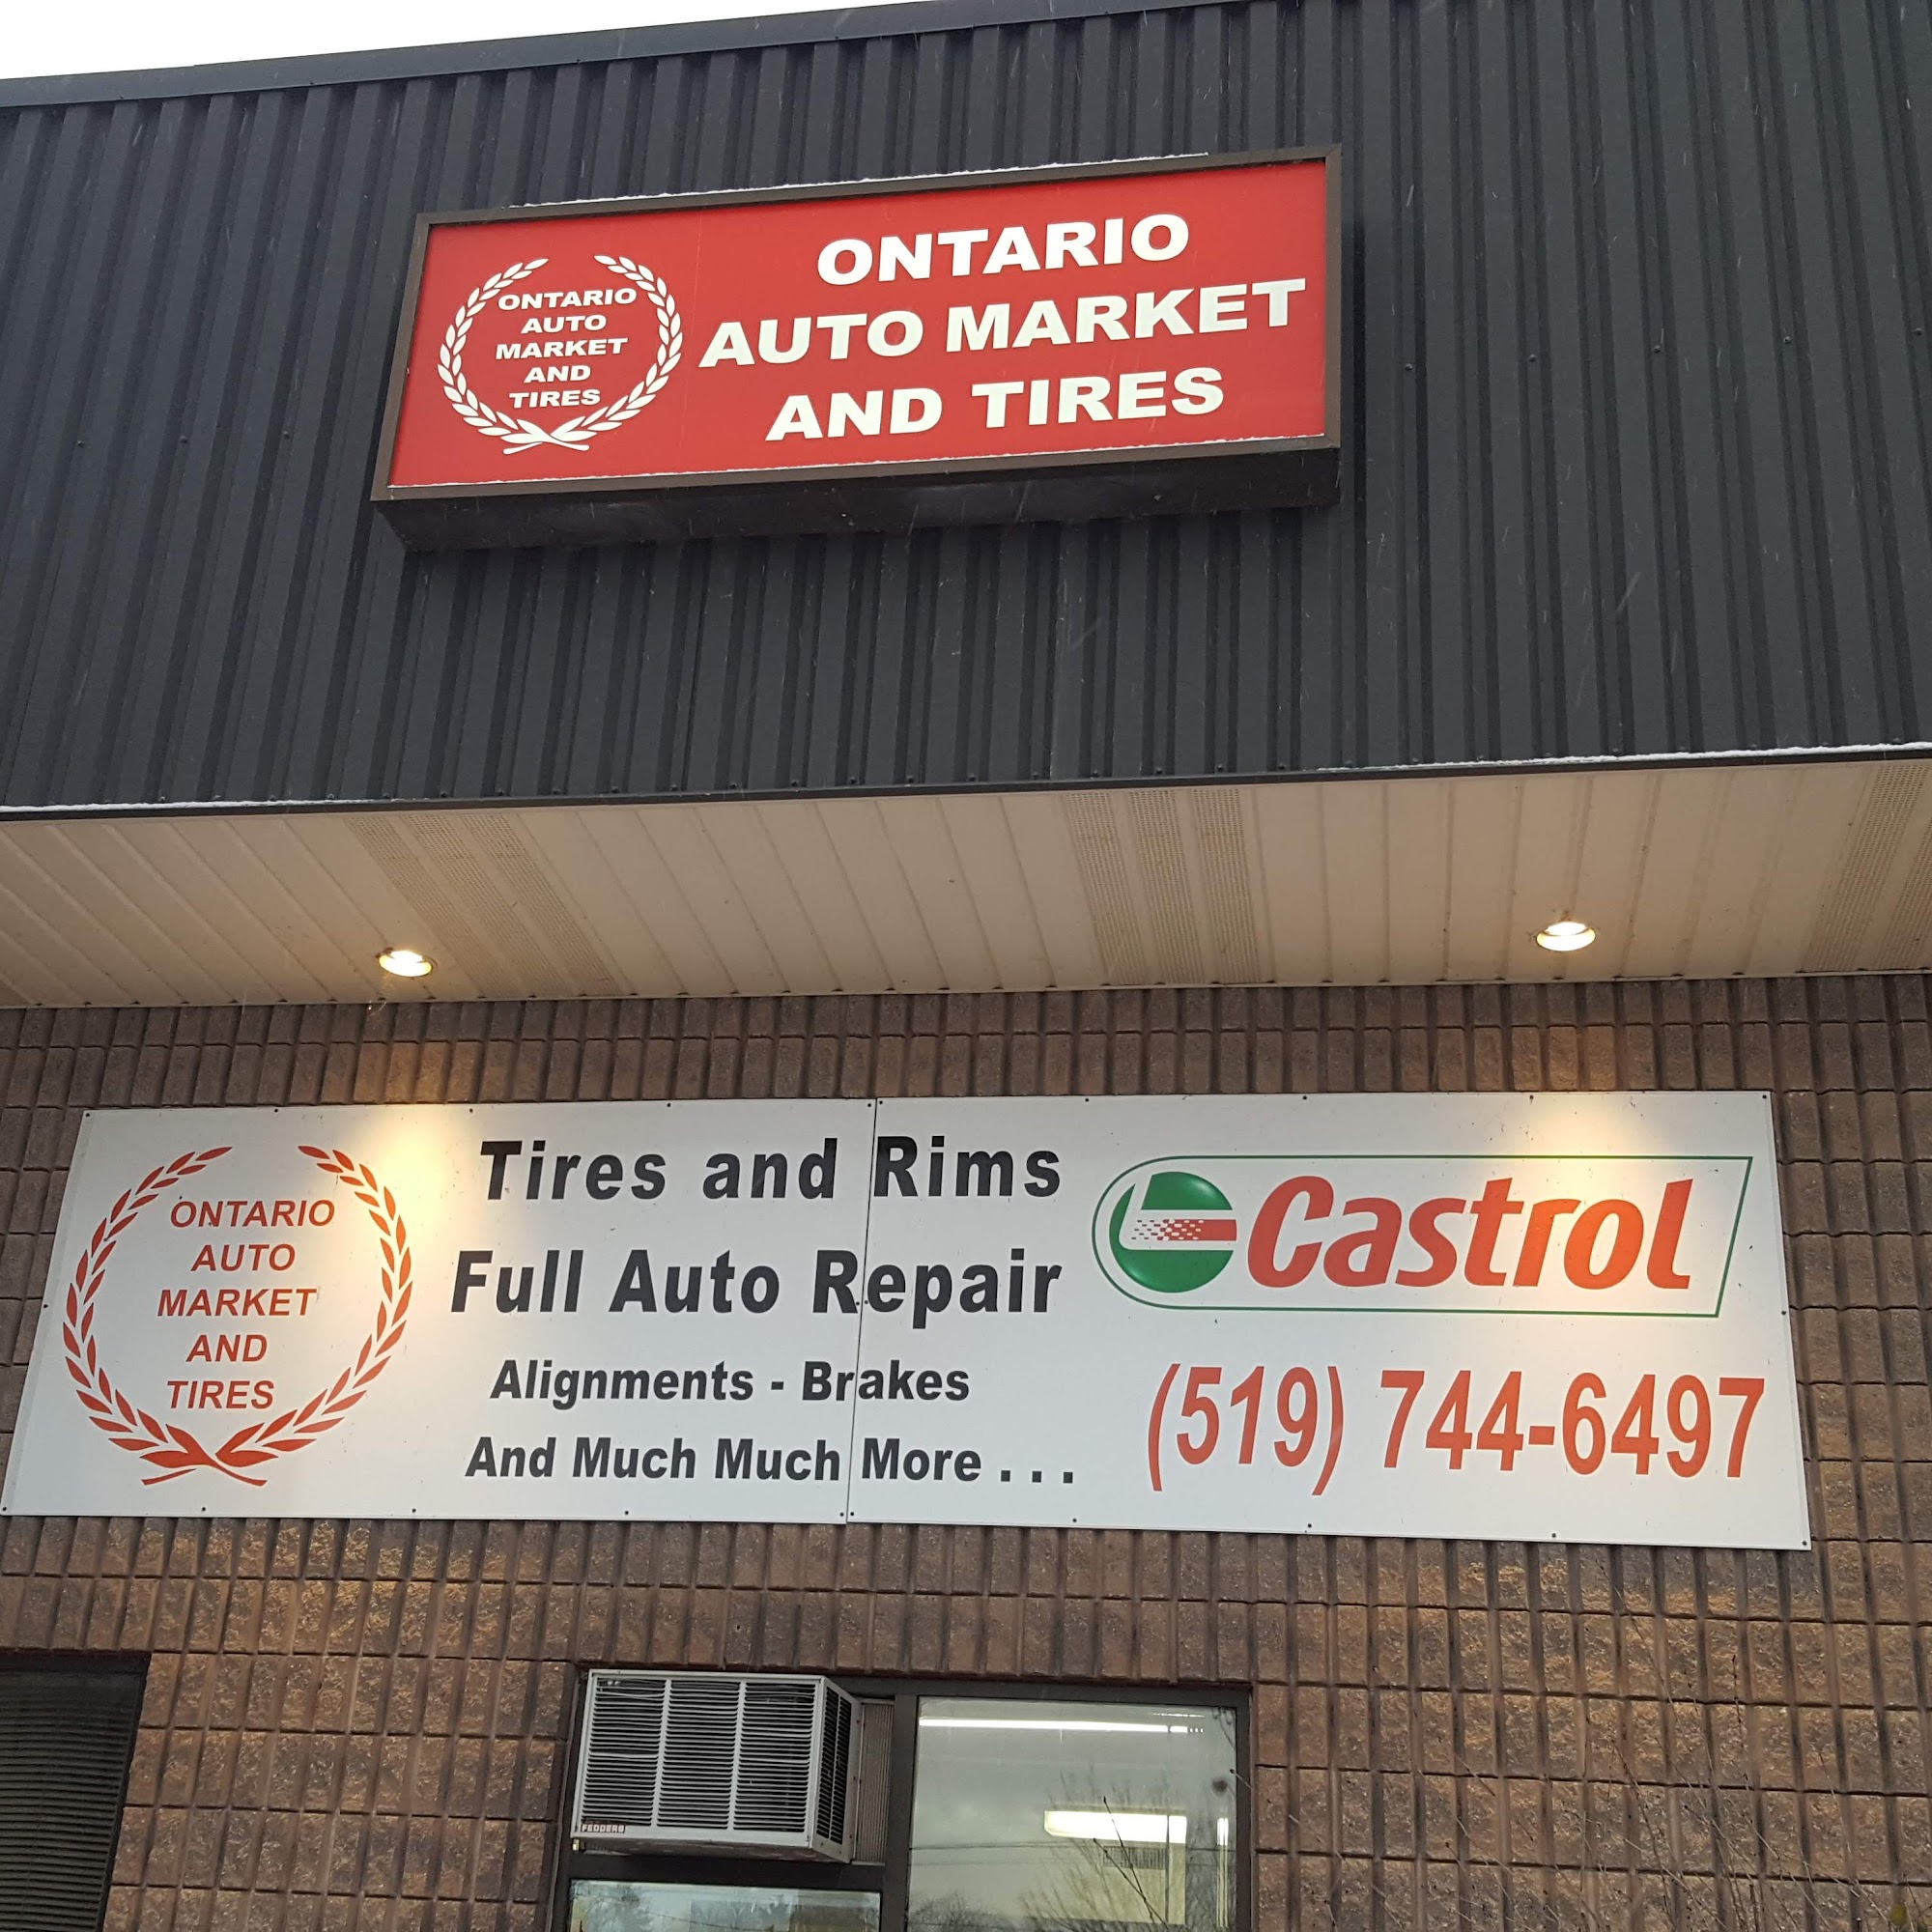 ONTARIO
AUTO
MARKET
AND
TIRES
ONTARIO
AUTO MARKET
AND TIRES
ONTARIO
AUTO
MARKET
AND
TIRES
Tires and Rims
Full Auto Repair
Alignments - Brakes
And Much Much More . . .
Castrol
(519) 744-6497
FEDDERS